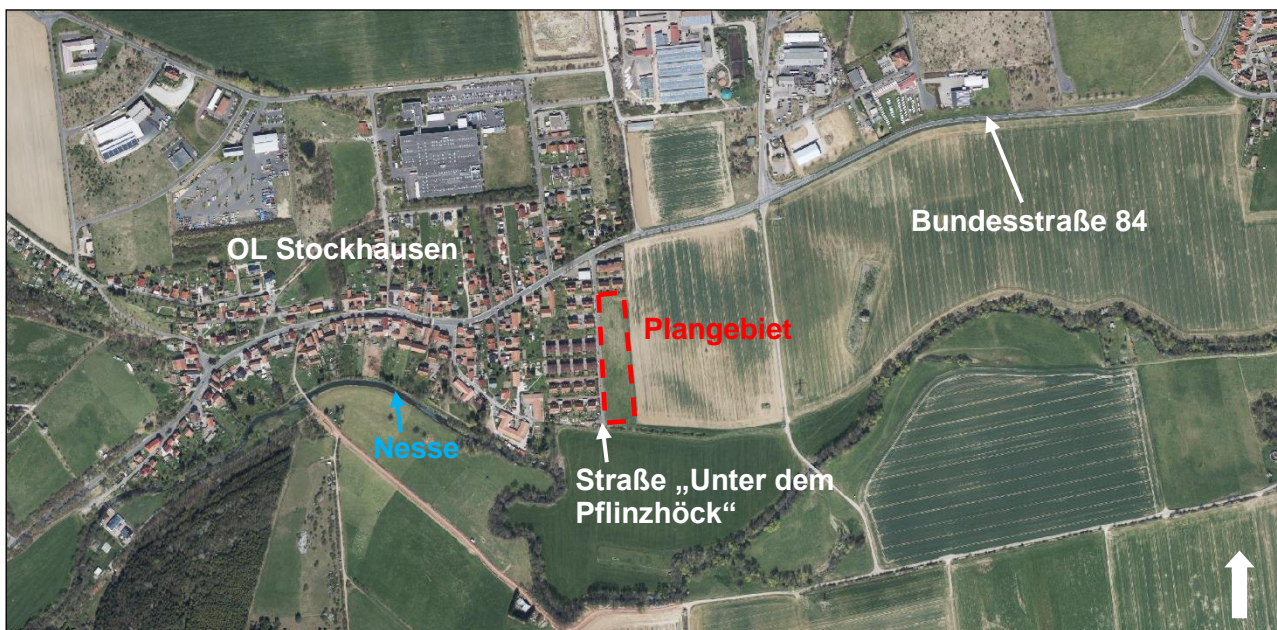 Bundesstraße 84
OL Stockhausen
Plangebiet
Nesse
Straße „Unter dem
Pflinzhöck“